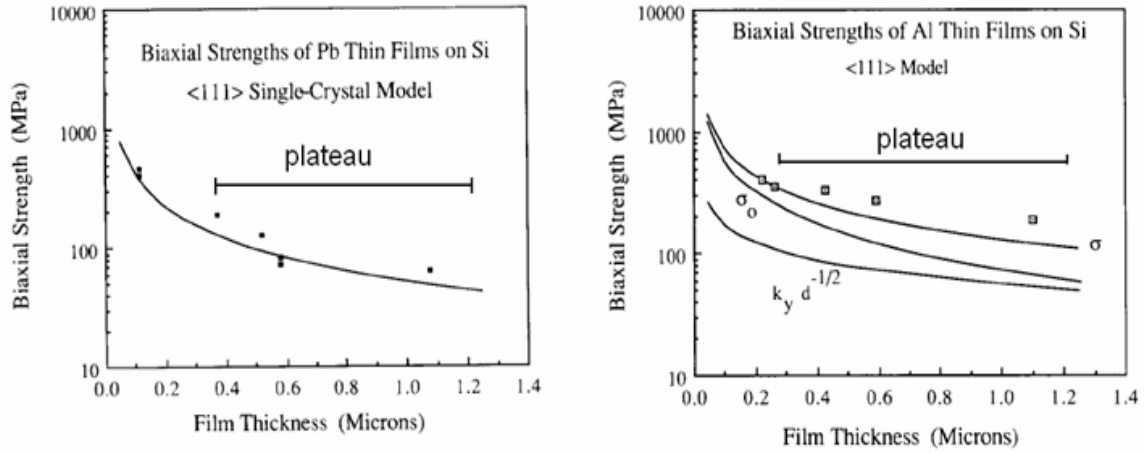 10000
Biaxial Strengths of Pb Thin Films on Si
<111> Single-Crystal Model
1000
plateau
100
10
0.0 0.2 0.4 0.6 0.8 1.0 1.2 1.4
Film Thickness (Microns)
Biaxial Strength (MPa)
10000
Biaxial Strengths of Al Thin Films on Si
<111> Model
1000
plateau
σo
σ
100
ky d-1/2
10
0.0 0.2 0.4 0.6 0.8 1.0 1.2 1.4
Film Thickness (Microns)
Biaxial Strength (MPa)